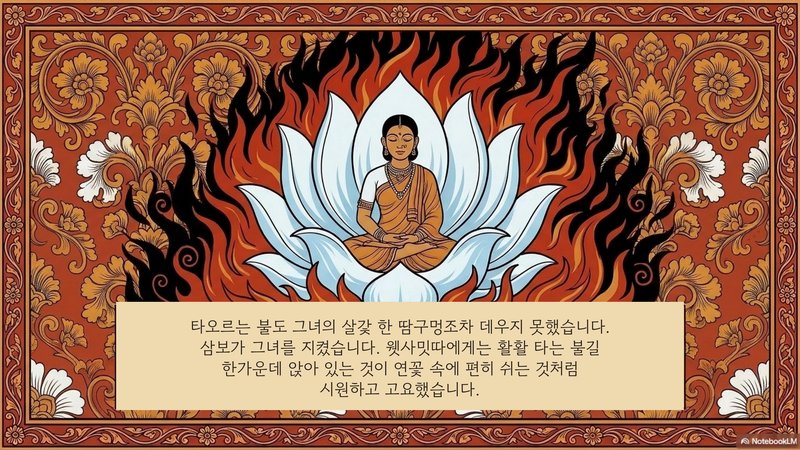 타오르는 불도 그녀의 살갗 한 땀구멍조차 데우지 못했습니다.
삼보가 그녀를 지켰습니다. 웻사밋따에게는 활활 타는 불길
한가운데 앉아 있는 것이 연꽃 속에 편히 쉬는 것처럼
시원하고 고요했습니다.
NotebookLM